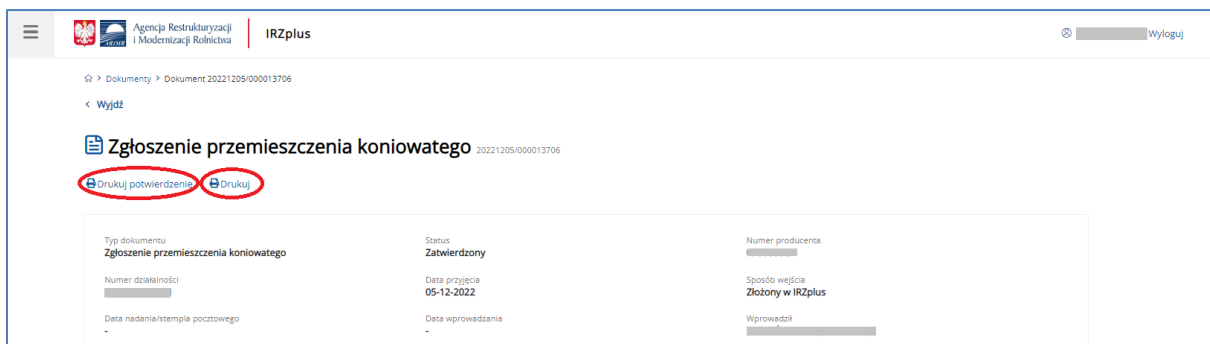 Agencja Restrukturyzacji
i Modernizacji Rolnictwa
ARiMR
IRZplus
Wyloguj
Dokumenty > Dokument 20221205/000013706
< Wyjdź
Zgłoszenie przemieszczenia koniowatego 20221205/000013706
Drukuj potwierdzenie Drukuj
Typ dokumentu Status Numer producenta
Zgłoszenie przemieszczenia koniowatego Zatwierdzony
Numer działalności Data przyjęcia Sposób wejścia
05-12-2022 Złożony w IRZplus
Data nadania/stempla pocztowego Data wprowadzania Wprowadził
- -